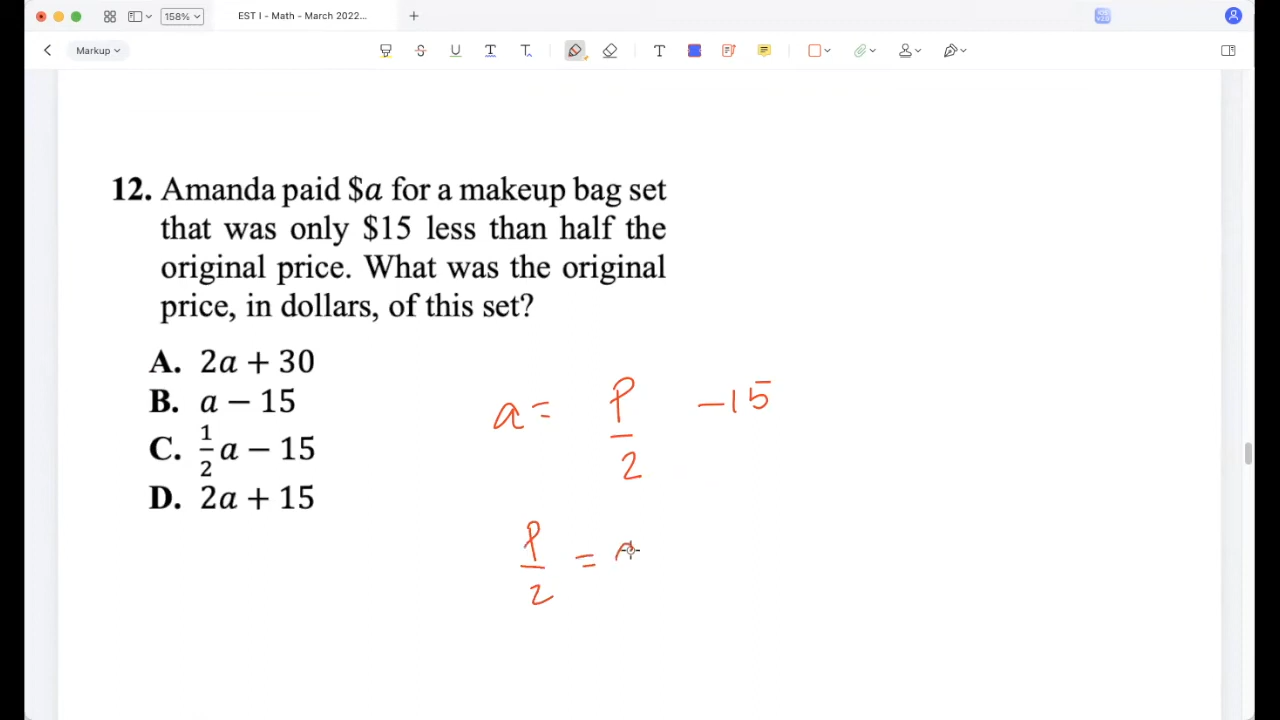 158%
EST I - Math - March 2022...
Markup
12. Amanda paid $a for a makeup bag set
that was only $15 less than half the
original price. What was the original
price, in dollars, of this set?
A. 2a + 30
B. a − 15
C. 1/2 a − 15
D. 2a + 15
a = P/2 −15
P/2 =